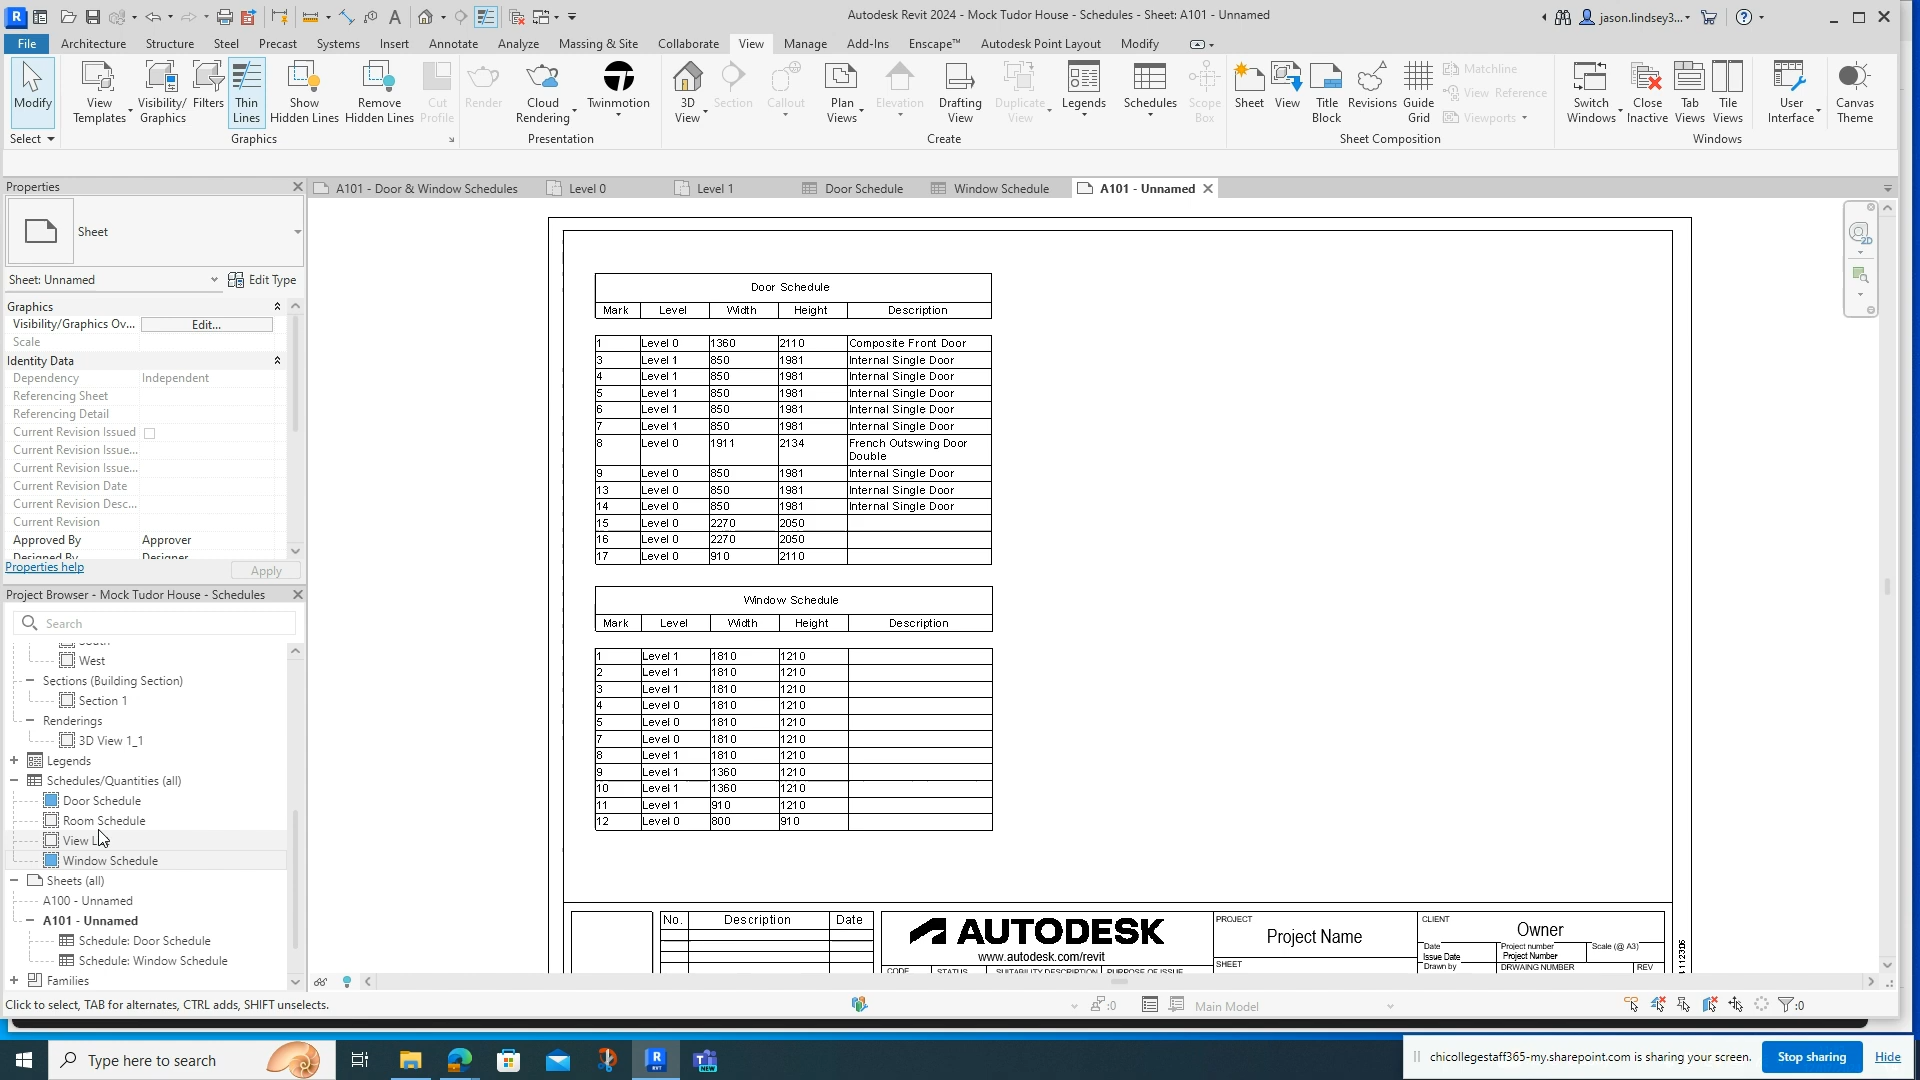 Autodesk Revit 2024 - Mock Tudor House - Schedules - Sheet: A101 - Unnamed
jason.lindsey3...
File Architecture Structure Steel Precast Systems Insert Annotate Analyze Massing & Site Collaborate View Manage Add-Ins Enscape™ Autodesk Point Layout Modify
Modify
View Templates
Visibility/ Graphics
Filters
Thin Lines
Show Hidden Lines
Remove Hidden Lines
Cut Profile
Render
Cloud Rendering
Twinmotion
3D View
Section
Callout
Plan Views
Elevation
Drafting View
Duplicate View
Legends
Schedules
Scope Box
Sheet
View
Title Block
Revisions
Guide Grid
Matchline
View Reference
Viewports
Switch Windows
Close Inactive
Tab Views
Tile Views
User Interface
Canvas Theme
Select Graphics Presentation Create Sheet Composition Windows
Properties
A101 - Door & Window Schedules Level 0 Level 1 Door Schedule Window Schedule A101 - Unnamed
Sheet
Sheet: Unnamed Edit Type
Graphics
Visibility/Graphics Ov... Edit...
Scale
Identity Data
Dependency Independent
Referencing Sheet
Referencing Detail
Current Revision Issued
Current Revision Issue...
Current Revision Issue...
Current Revision Date
Current Revision Desc...
Current Revision
Approved By Approver
Designed By Designer
Properties help Apply
Project Browser - Mock Tudor House - Schedules
Search
South
West
Sections (Building Section)
Section 1
Renderings
3D View 1_1
Legends
Schedules/Quantities (all)
Door Schedule
Room Schedule
View L
Window Schedule
Sheets (all)
A100 - Unnamed
A101 - Unnamed
Schedule: Door Schedule
Schedule: Window Schedule
Families
Door Schedule
Mark Level Width Height Description
1 Level 0 1360 2110 Composite Front Door
3 Level 1 850 1981 Internal Single Door
4 Level 1 850 1981 Internal Single Door
5 Level 1 850 1981 Internal Single Door
6 Level 1 850 1981 Internal Single Door
7 Level 1 850 1981 Internal Single Door
8 Level 0 1911 2134 French Outswing Door
Double
9 Level 0 850 1981 Internal Single Door
13 Level 0 850 1981 Internal Single Door
14 Level 0 850 1981 Internal Single Door
15 Level 0 2270 2050
16 Level 0 2270 2050
17 Level 0 910 2110
Window Schedule
Mark Level Width Height Description
1 Level 1 1810 1210
2 Level 1 1810 1210
3 Level 1 1810 1210
4 Level 0 1810 1210
5 Level 0 1810 1210
7 Level 0 1810 1210
8 Level 1 1810 1210
9 Level 1 1360 1210
10 Level 1 1360 1210
11 Level 1 910 1210
12 Level 0 800 910
No. Description Date
AUTODESK
www.autodesk.com/revit
CODE STATUS SUITABILITY DESCRIPTION PURPOSE OF ISSUE
PROJECT
Project Name
SHEET
CLIENT
Owner
Date Project number Scale (@ A3)
Issue Date Project Number
Drawn by DRWAING NUMBER REV
Click to select, TAB for alternates, CTRL adds, SHIFT unselects.
:0
Main Model
:0
Type here to search
chicollegestaff365-my.sharepoint.com is sharing your screen. Stop sharing Hide